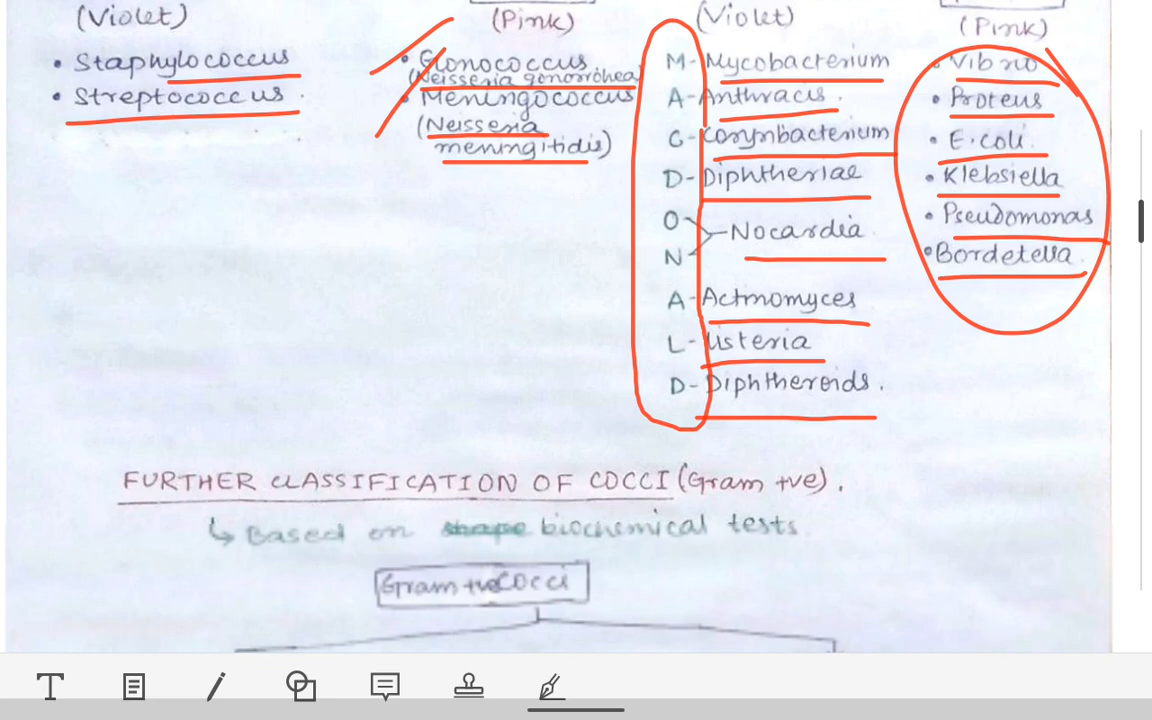 (Violet)
• Staphylococcus
• Streptococcus
(Pink)
• Gonococcus
(Neisseria gonorrhoea)
• Meningococcus
(Neisseria
meningitidis)
(Violet)
M - Mycobacterium
A - Anthracis
C - Corynbacterium
D - Diphtheriae
O
N - Nocardia
A - Actinomyces
L - Listeria
D - Diphtheroids
(Pink)
• Vibrio
• Proteus
• E.coli
• Klebsiella
• Pseudomonas
• Bordetella
FURTHER CLASSIFICATION OF COCCI (Gram +ve).
↳ Based on shape biochemical tests
Gram +ve Cocci
T